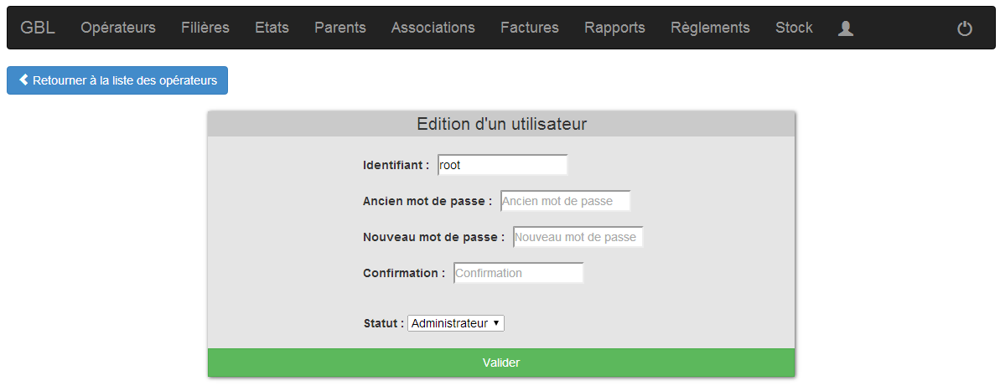 GBL Opérateurs Filières Etats Parents Associations Factures Rapports Règlements Stock
Retourner à la liste des opérateurs
Edition d'un utilisateur
Identifiant : root
Ancien mot de passe : Ancien mot de passe
Nouveau mot de passe : Nouveau mot de passe
Confirmation : Confirmation
Statut : Administrateur
Valider